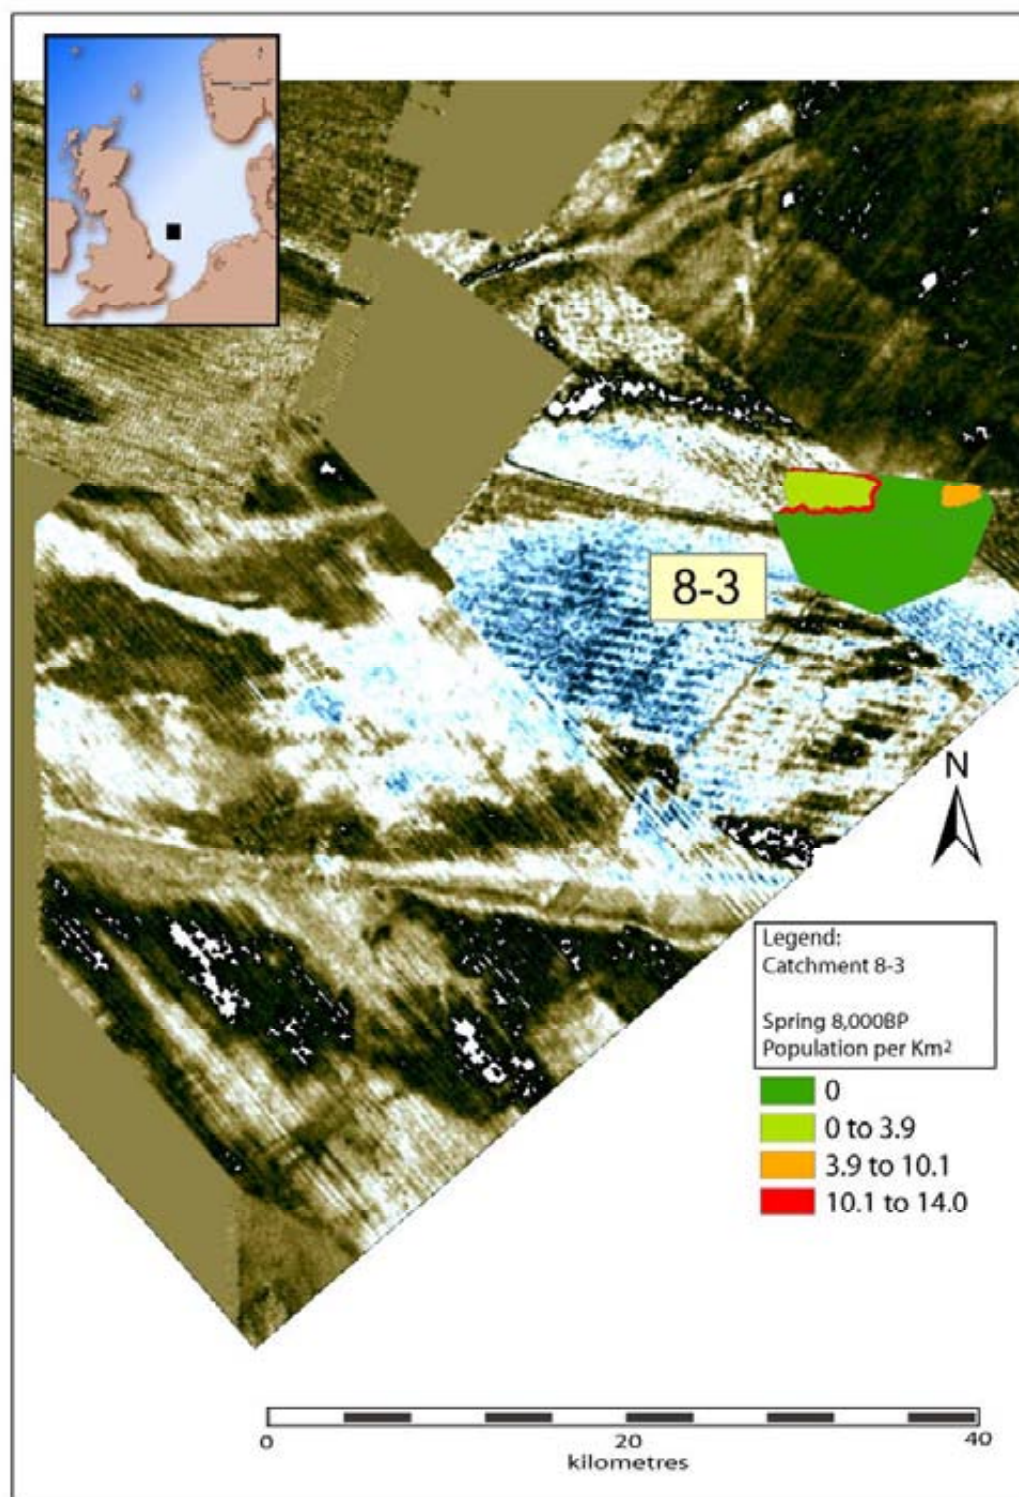 8-3
N
Legend:
Catchment 8-3
Spring 8,000BP
Population per Km²
0
0 to 3.9
3.9 to 10.1
10.1 to 14.0
0 20 40
kilometres